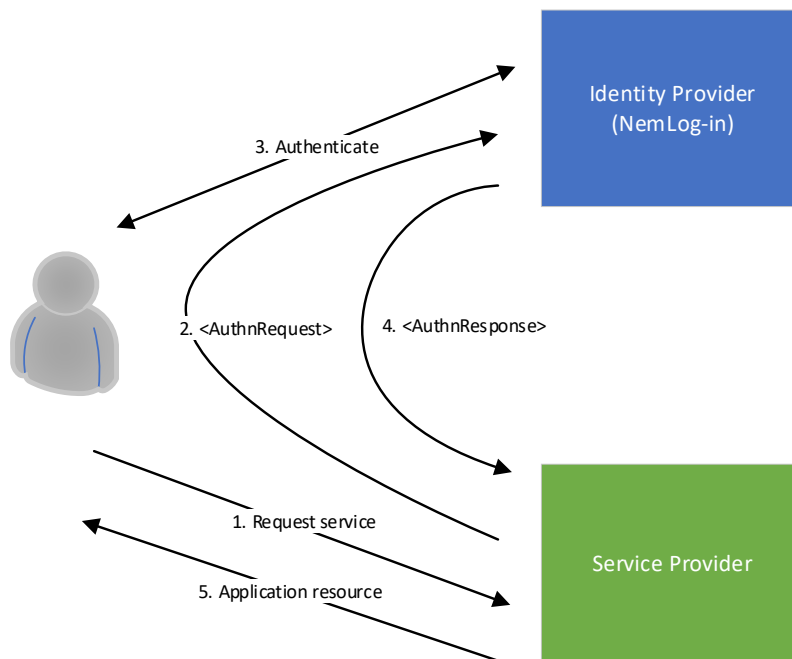 Identity Provider
(NemLog-in)
3. Authenticate
2. <AuthnRequest>
4. <AuthnResponse>
1. Request service
Service Provider
5. Application resource